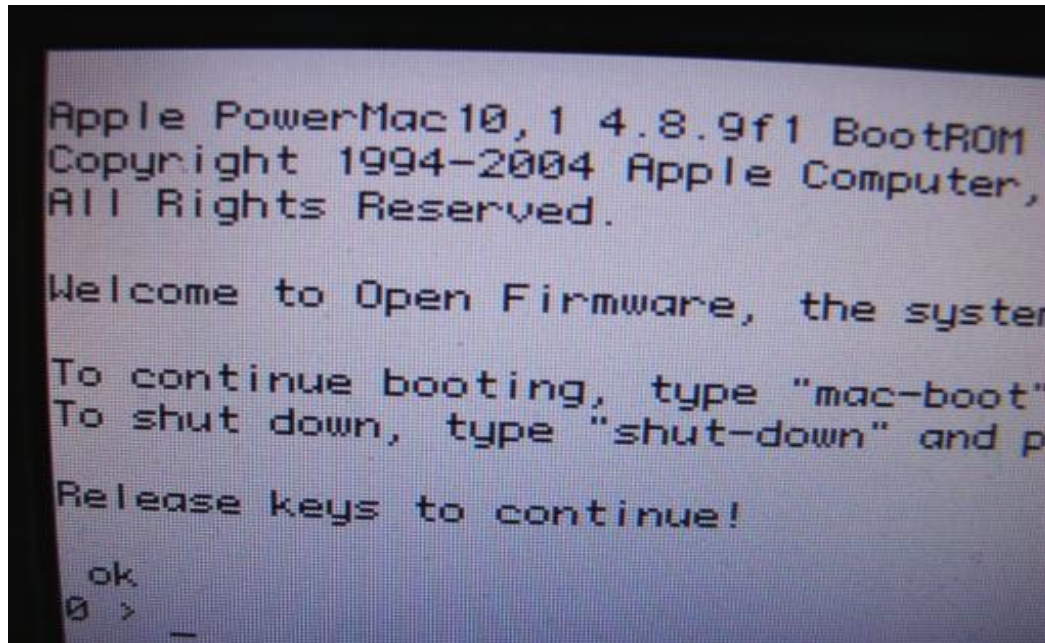 Apple PowerMac10,1 4.8.9f1 BootROM
Copyright 1994-2004 Apple Computer,
All Rights Reserved.
Welcome to Open Firmware, the system
To continue booting, type "mac-boot"
To shut down, type "shut-down" and p
Release keys to continue!
ok
0 >